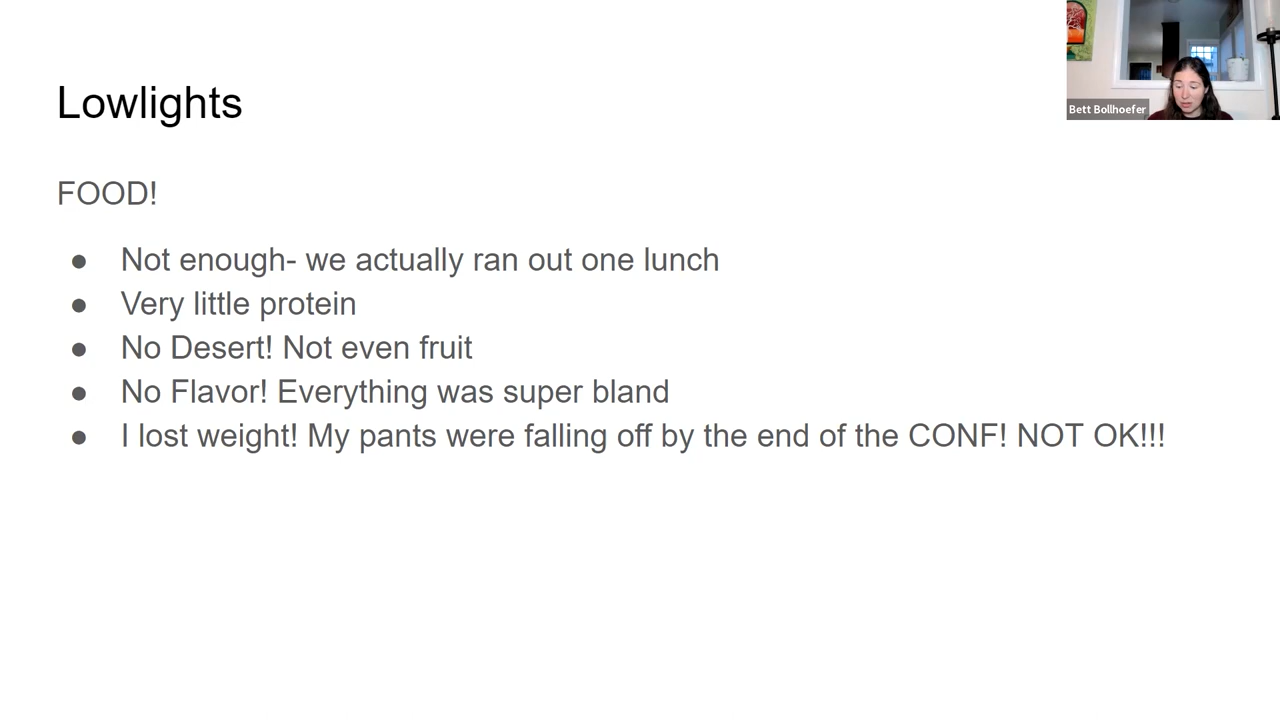 Lowlights
Bett Bollhoefer
FOOD!
● Not enough- we actually ran out one lunch
● Very little protein
● No Desert! Not even fruit
● No Flavor! Everything was super bland
● I lost weight! My pants were falling off by the end of the CONF! NOT OK!!!